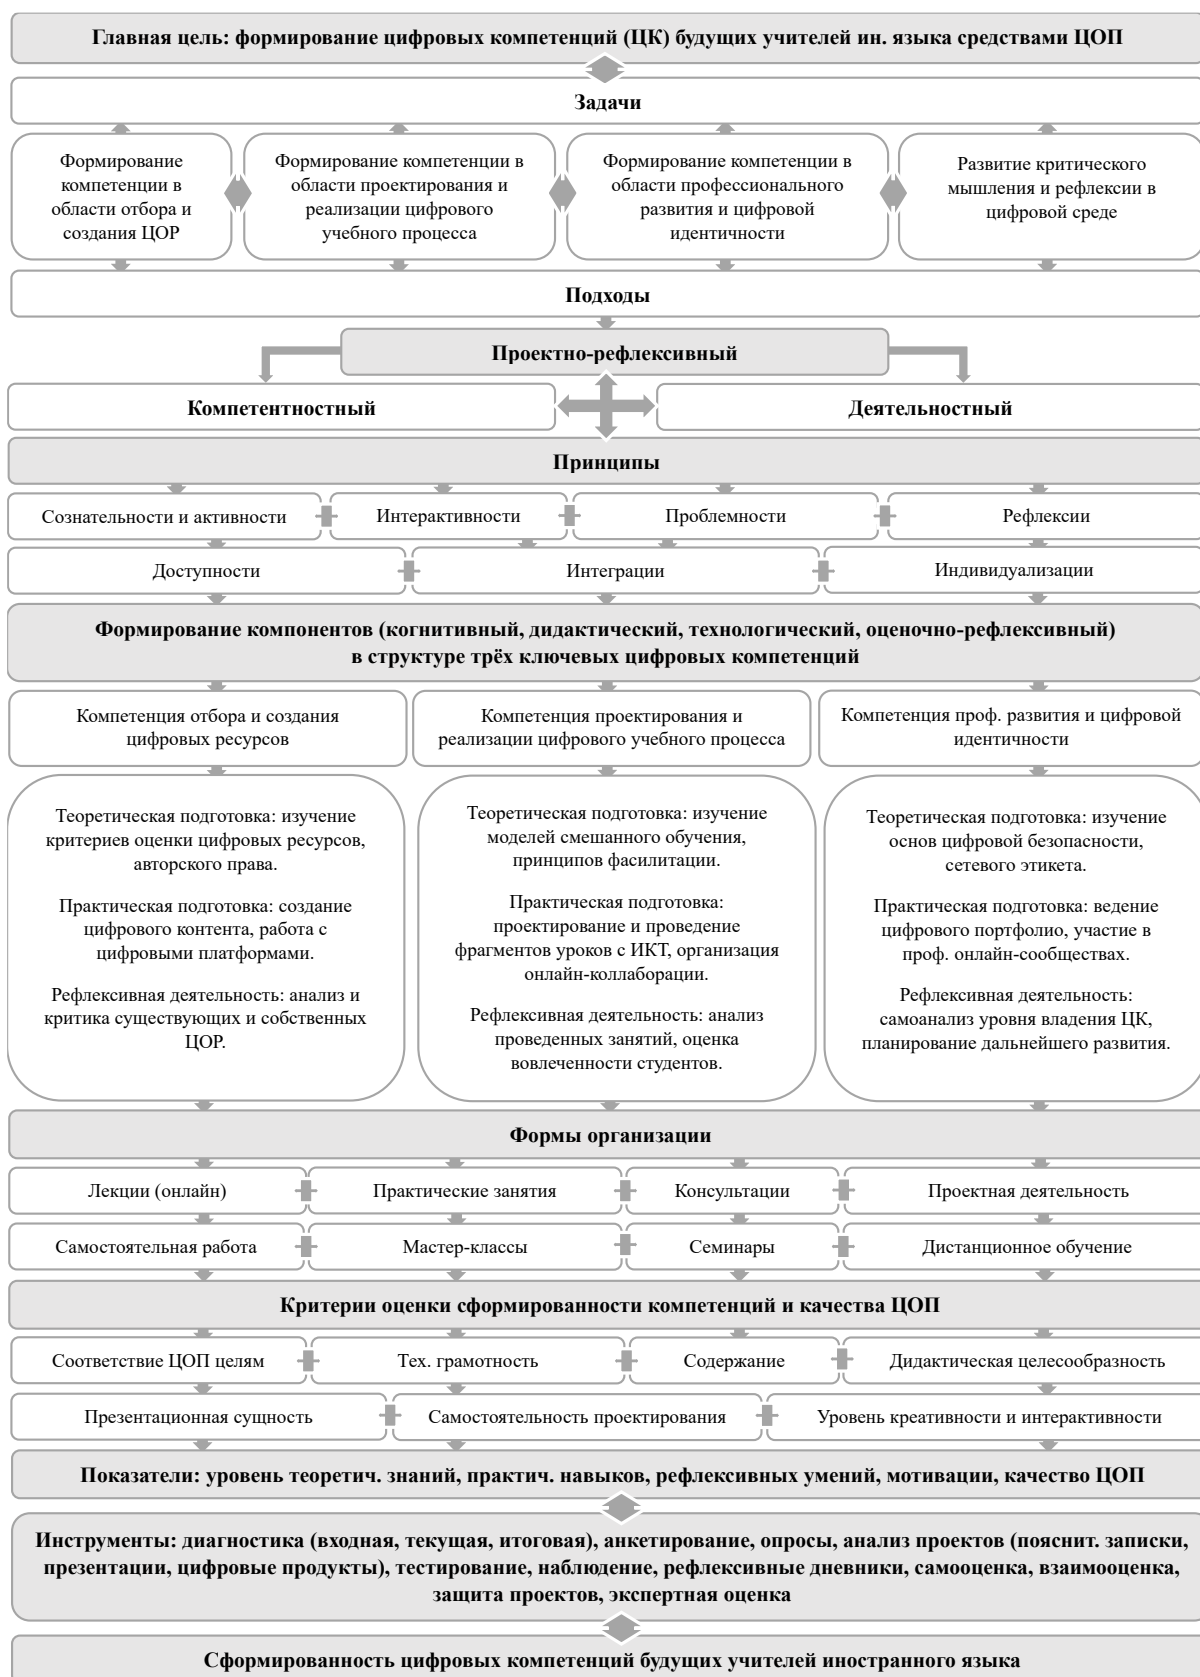 Главная цель: формирование цифровых компетенций (ЦК) будущих учителей ин. языка средствами ЦОП
Задачи
Формирование
компетенции в
области отбора и
создания ЦОР
Формирование компетенции в
области проектирования и
реализации цифрового
учебного процесса
Формирование компетенции в
области профессионального
развития и цифровой
идентичности
Развитие критического
мышления и рефлексии в
цифровой среде
Подходы
Проектно-рефлексивный
Компетентностный
Деятельностный
Принципы
Сознательности и активности
Интерактивности
Проблемности
Рефлексии
Доступности
Интеграции
Индивидуализации
Формирование компонентов (когнитивный, дидактический, технологический, оценочно-рефлексивный)
в структуре трёх ключевых цифровых компетенций
Компетенция отбора и создания
цифровых ресурсов
Компетенция проектирования и
реализации цифрового учебного процесса
Компетенция проф. развития и цифровой
идентичности
Теоретическая подготовка: изучение
критериев оценки цифровых ресурсов,
авторского права.
Практическая подготовка: создание
цифрового контента, работа с
цифровыми платформами.
Рефлексивная деятельность: анализ и
критика существующих и собственных
ЦОР.
Теоретическая подготовка: изучение
моделей смешанного обучения,
принципов фасилитации.
Практическая подготовка:
проектирование и проведение
фрагментов уроков с ИКТ, организация
онлайн-коллаборации.
Рефлексивная деятельность: анализ
проведенных занятий, оценка
вовлеченности студентов.
Теоретическая подготовка: изучение
основ цифровой безопасности,
сетевого этикета.
Практическая подготовка: ведение
цифрового портфолио, участие в
проф. онлайн-сообществах.
Рефлексивная деятельность:
самоанализ уровня владения ЦК,
планирование дальнейшего развития.
Формы организации
Лекции (онлайн)
Практические занятия
Консультации
Проектная деятельность
Самостоятельная работа
Мастер-классы
Семинары
Дистанционное обучение
Критерии оценки сформированности компетенций и качества ЦОП
Соответствие ЦОП целям
Тех. грамотность
Содержание
Дидактическая целесообразность
Презентационная сущность
Самостоятельность проектирования
Уровень креативности и интерактивности
Показатели: уровень теоретич. знаний, практич. навыков, рефлексивных умений, мотивации, качество ЦОП
Инструменты: диагностика (входная, текущая, итоговая), анкетирование, опросы, анализ проектов (пояснит. записки,
презентации, цифровые продукты), тестирование, наблюдение, рефлексивные дневники, самооценка, взаимооценка,
защита проектов, экспертная оценка
Сформированность цифровых компетенций будущих учителей иностранного языка